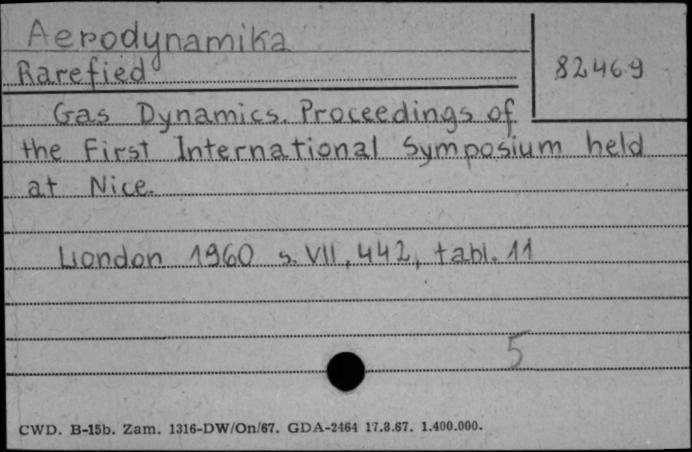 Aerodynamika
82469
Rarefied
Gas Dynamics. Proceedings of
the First International Symposium held
at Nice.
London 1960 s. VII, 442, tabl. 11
5
CWD. B-15b. Zam. 1316-DW/On/67. GDA-2464 17.8.67. 1.400.000.